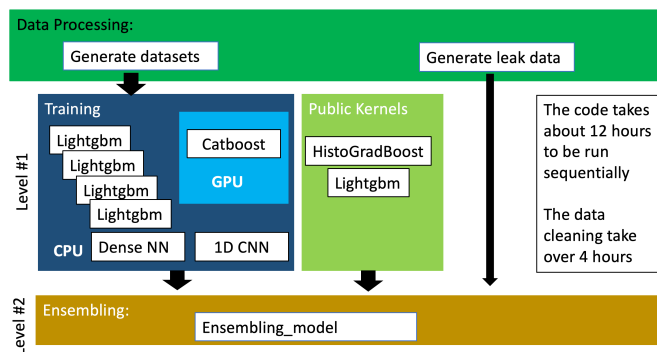 Data Processing:
Generate datasets
Generate leak data
Level #1
Training
Lightgbm
Lightgbm
Lightgbm
Lightgbm
Catboost
GPU
CPU
Dense NN
1D CNN
Public Kernels
HistoGradBoost
Lightgbm
The code takes
about 12 hours
to be run
sequentially
The data
cleaning take
over 4 hours
Level #2
Ensembling:
Ensembling_model